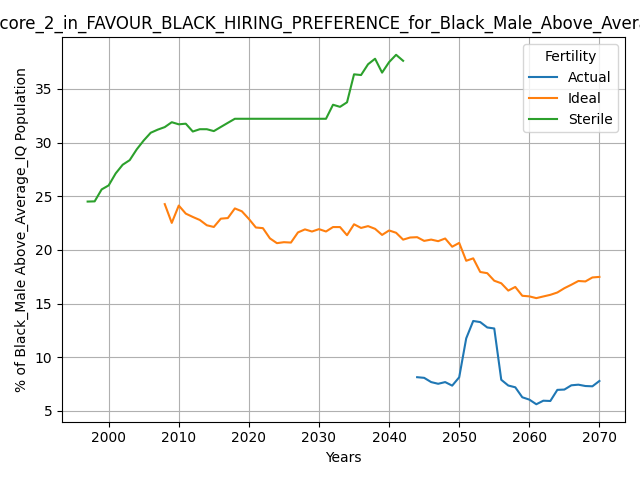 core_2_in_FAVOUR_BLACK_HIRING_PREFERENCE_for_Black_Male_Above_Avera
% of Black_Male Above_Average_IQ Population
35
30
25
20
15
10
5
2000 2010 2020 2030 2040 2050 2060 2070
Years
Fertility
Actual
Ideal
Sterile